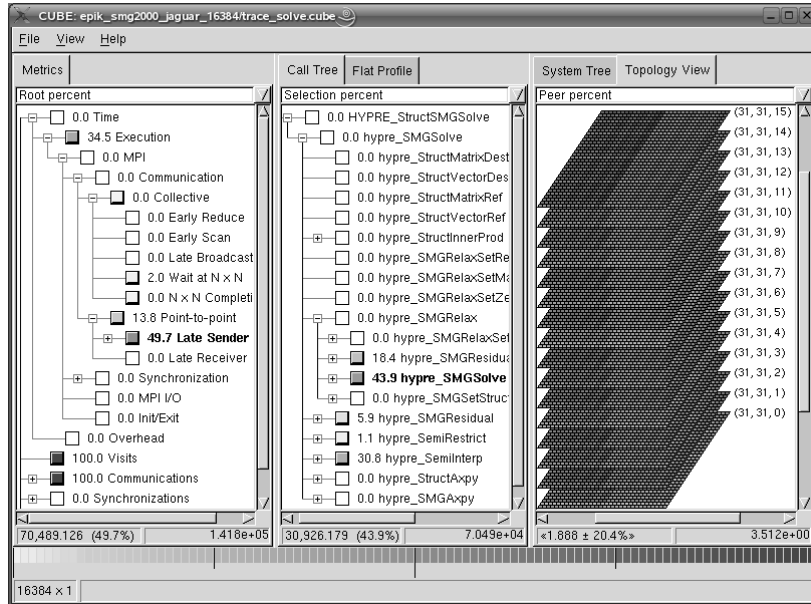 CUBE: epik_smg2000_jaguar_16384/trace_solve.cube
File View Help
Metrics
Root percent
0.0 Time
34.5 Execution
0.0 MPI
0.0 Communication
0.0 Collective
0.0 Early Reduce
0.0 Early Scan
0.0 Late Broadcast
2.0 Wait at N x N
0.0 N x N Completi
13.8 Point-to-point
49.7 Late Sender
0.0 Late Receiver
0.0 Synchronization
0.0 MPI I/O
0.0 Init/Exit
0.0 Overhead
100.0 Visits
100.0 Communications
0.0 Synchronizations
70,489.126 (49.7%) 1.418e+05
Call Tree Flat Profile
Selection percent
0.0 HYPRE_StructSMGSolve
0.0 hypre_SMGSolve
0.0 hypre_StructMatrixDest
0.0 hypre_StructVectorDes
0.0 hypre_StructMatrixRef
0.0 hypre_StructVectorRef
0.0 hypre_StructInnerProd
0.0 hypre_SMGRelaxSetRe
0.0 hypre_SMGRelaxSetMa
0.0 hypre_SMGRelaxSetZe
0.0 hypre_SMGRelax
0.0 hypre_SMGRelaxSet
18.4 hypre_SMGResidua
43.9 hypre_SMGSolve
0.0 hypre_SMGSetStruct
5.9 hypre_SMGResidual
1.1 hypre_SemiRestrict
30.8 hypre_SemiInterp
0.0 hypre_StructAxpy
0.0 hypre_SMGAxpy
30,926.179 (43.9%) 7.049e+04
System Tree Topology View
Peer percent
(31, 31, 15)
(31, 31, 14)
(31, 31, 13)
(31, 31, 12)
(31, 31, 11)
(31, 31, 10)
(31, 31, 9)
(31, 31, 8)
(31, 31, 7)
(31, 31, 6)
(31, 31, 5)
(31, 31, 4)
(31, 31, 3)
(31, 31, 2)
(31, 31, 1)
(31, 31, 0)
«1.888 ± 20.4%» 3.512e+00
16384 x 1